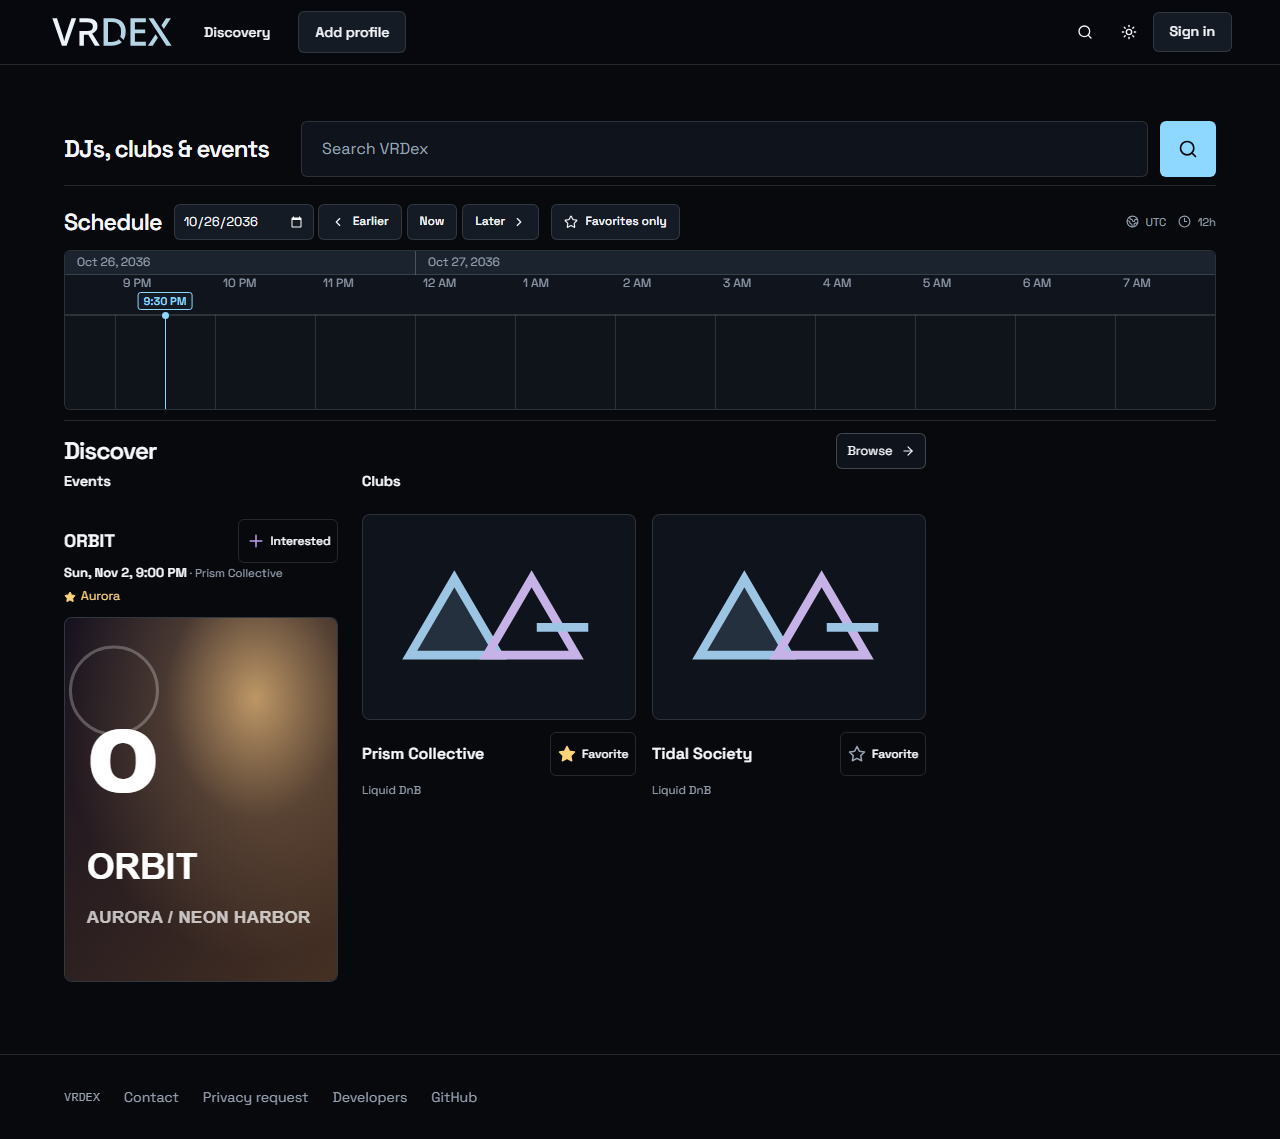 VRDEX Discovery Add profile Sign in
DJs, clubs & events Search VRDex
Schedule 10/26/2036 Earlier Now Later Favorites only UTC 12h
Oct 26, 2036 Oct 27, 2036
9 PM 10 PM 11 PM 12 AM 1 AM 2 AM 3 AM 4 AM 5 AM 6 AM 7 AM
9:30 PM
Discover Browse
Events Clubs
ORBIT Interested
Sun, Nov 2, 9:00 PM · Prism Collective
Aurora
O
ORBIT
AURORA / NEON HARBOR
Prism Collective Favorite Tidal Society Favorite
Liquid DnB Liquid DnB
VRDEX Contact Privacy request Developers GitHub